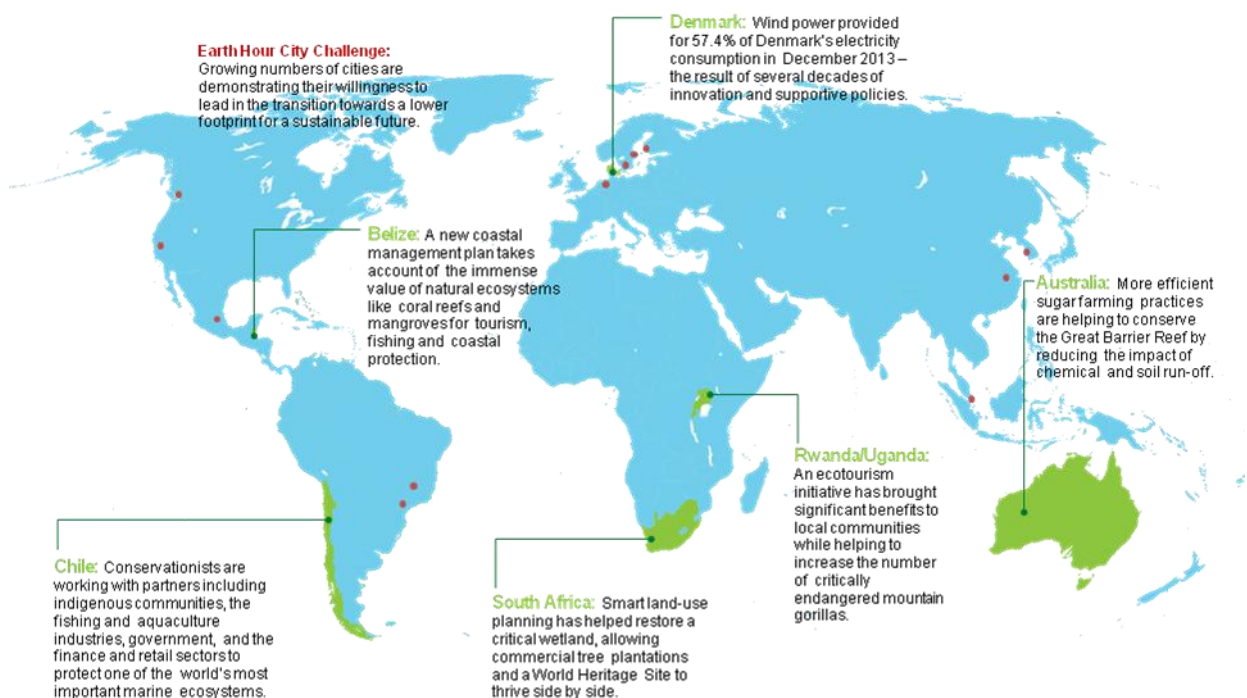 Earth Hour City Challenge:
Growing numbers of cities are
demonstrating their willingness to
lead in the transition towards a lower
footprint for a sustainable future.
Denmark: Wind power provided
for 57.4% of Denmark's electricity
consumption in December 2013 –
the result of several decades of
innovation and supportive policies.
Belize: A new coastal
management plan takes
account of the immense
value of natural ecosystems
like coral reefs and
mangroves for tourism,
fishing and coastal
protection.
Australia: More efficient
sugar farming practices
are helping to conserve
the Great Barrier Reef by
reducing the impact of
chemical and soil run-off.
Rwanda/Uganda:
An ecotourism
initiative has brought
significant benefits to
local communities
while helping to
increase the number
of critically
endangered mountain
gorillas.
Chile: Conservationists are
working with partners including
indigenous communities, the
fishing and aquaculture
industries, government, and the
finance and retail sectors to
protect one of the world's most
important marine ecosystems.
South Africa: Smart land-use
planning has helped restore a
critical wetland, allowing
commercial tree plantations
and a World Heritage Site to
thrive side by side.